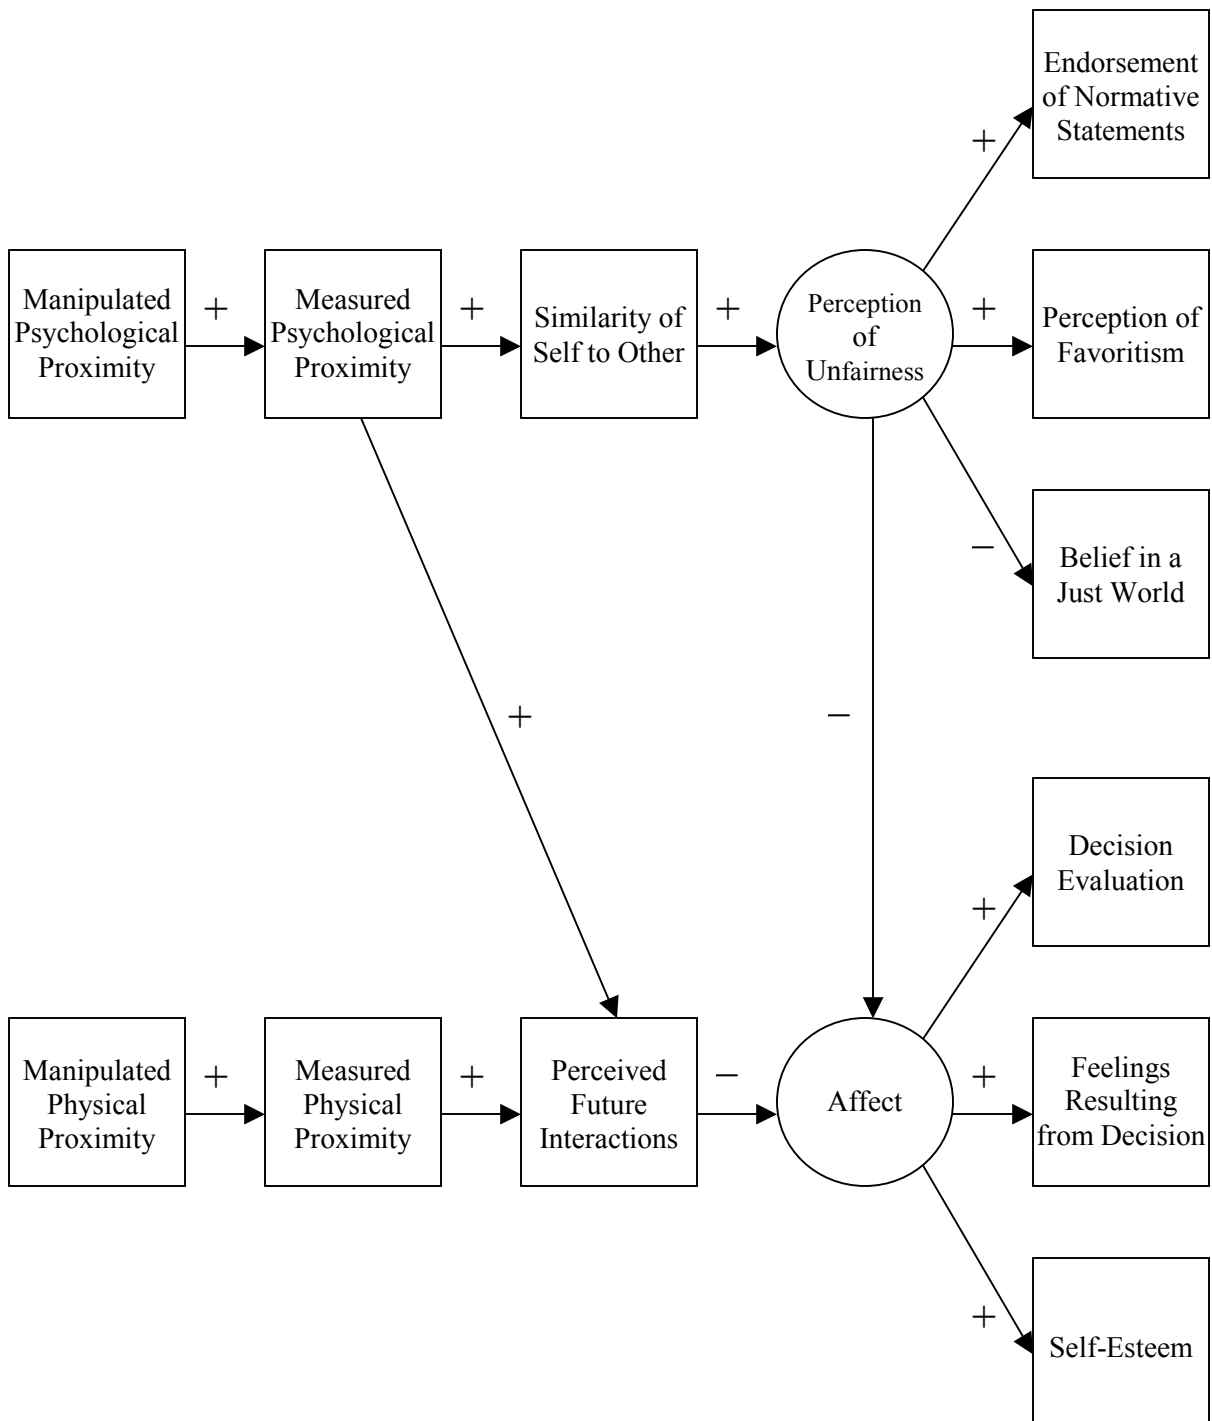 Endorsement
of Normative
Statements
+
Manipulated
Psychological
Proximity
+
Measured
Psychological
Proximity
+
Similarity of
Self to Other
+
Perception
of
Unfairness
+
Perception of
Favoritism
−
Belief in a
Just World
+
−
Decision
Evaluation
+
Manipulated
Physical
Proximity
+
Measured
Physical
Proximity
+
Perceived
Future
Interactions
−
Affect
+
Feelings
Resulting
from Decision
+
Self-Esteem